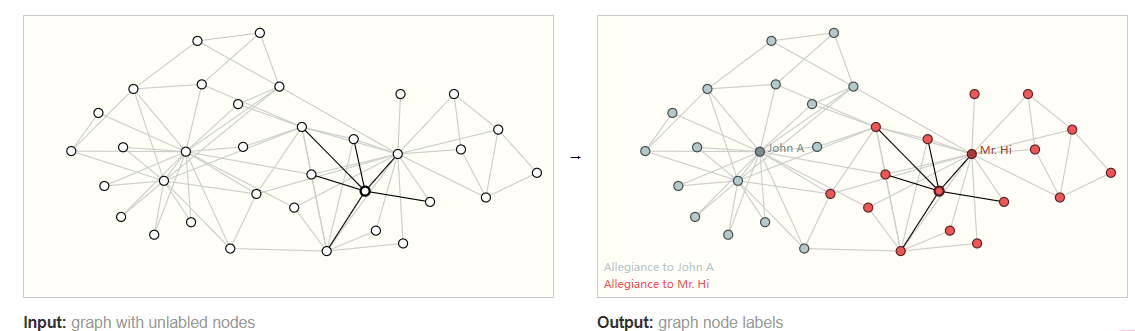 John A
Mr. Hi
→
Allegiance to John A
Allegiance to Mr. Hi
Input: graph with unlabled nodes
Output: graph node labels